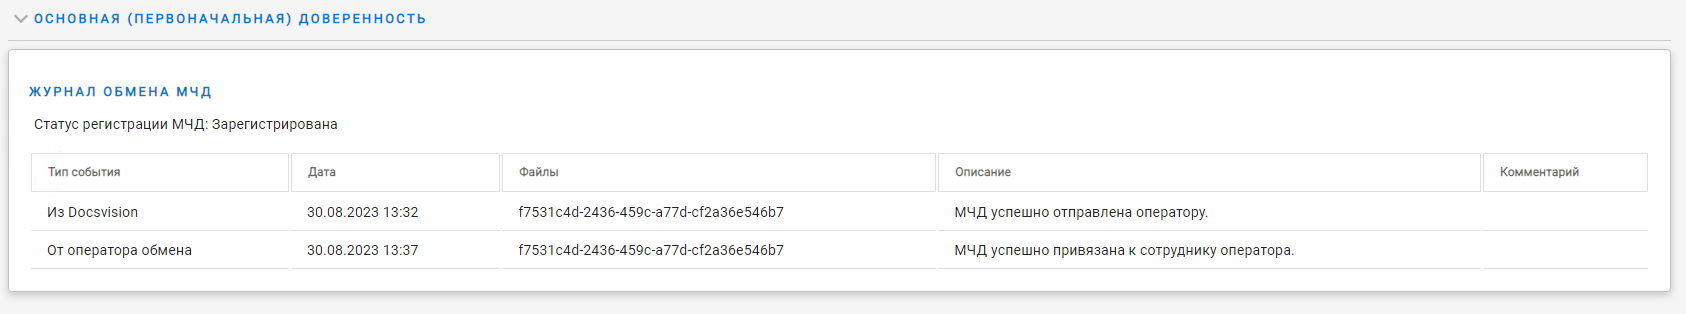 ОСНОВНАЯ (ПЕРВОНАЧАЛЬНАЯ) ДОВЕРЕННОСТЬ
ЖУРНАЛ ОБМЕНА МЧД
Статус регистрации МЧД: Зарегистрирована
Тип события Дата Файлы Описание Комментарий
Из Docsvision 30.08.2023 13:32 f7531c4d-2436-459c-a77d-cf2a36e546b7 МЧД успешно отправлена оператору.
От оператора обмена 30.08.2023 13:37 f7531c4d-2436-459c-a77d-cf2a36e546b7 МЧД успешно привязана к сотруднику оператора.